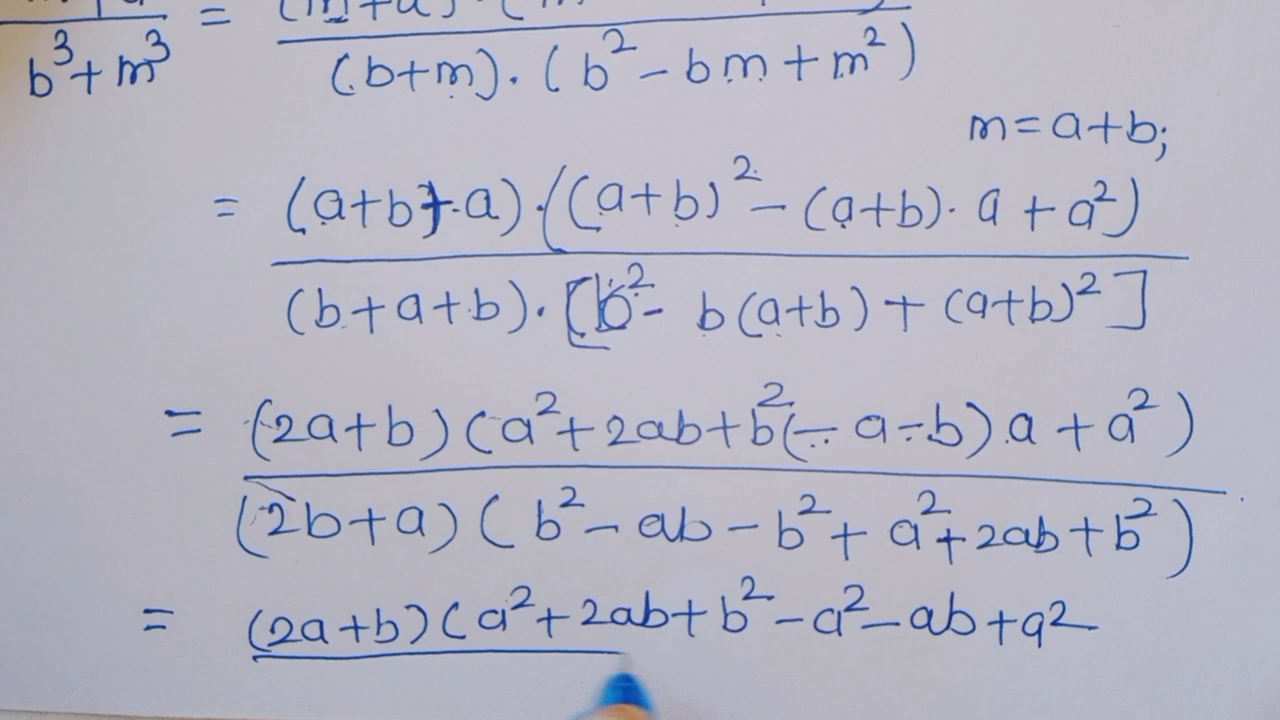 b³+m³ = (m+a)·(m
(b+m)·(b²-bm+m²)
m=a+b;
= (a+b+a)·((a+b)²-(a+b)·a+a²)
(b+a+b)·[b²-b(a+b)+(a+b)²]
= (2a+b)(a²+2ab+b²(-a-b)a+a²)
(2b+a)(b²-ab-b²+a²+2ab+b²)
= (2a+b)(a²+2ab+b²-a²-ab+a²